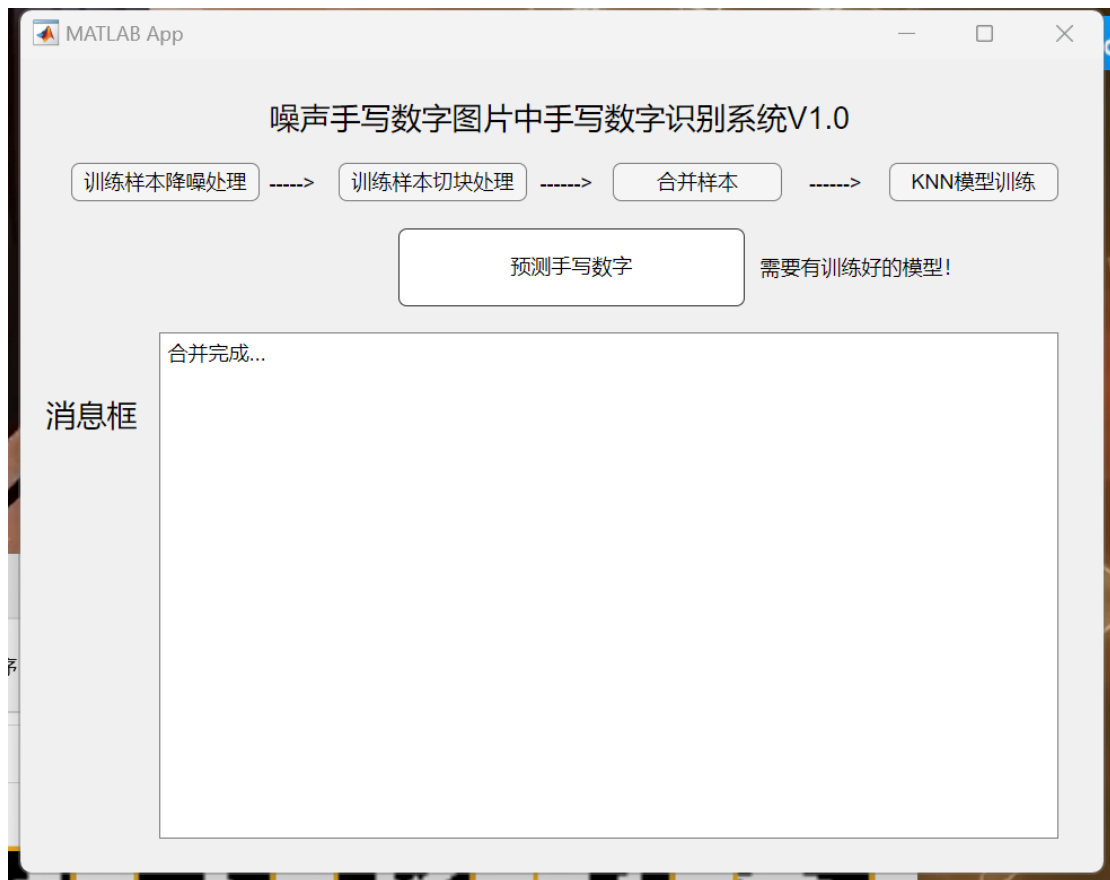 MATLAB App
噪声手写数字图片中手写数字识别系统V1.0
训练样本降噪处理 -----> 训练样本切块处理 ------> 合并样本 ------> KNN模型训练
预测手写数字 需要有训练好的模型！
合并完成...
消息框
序